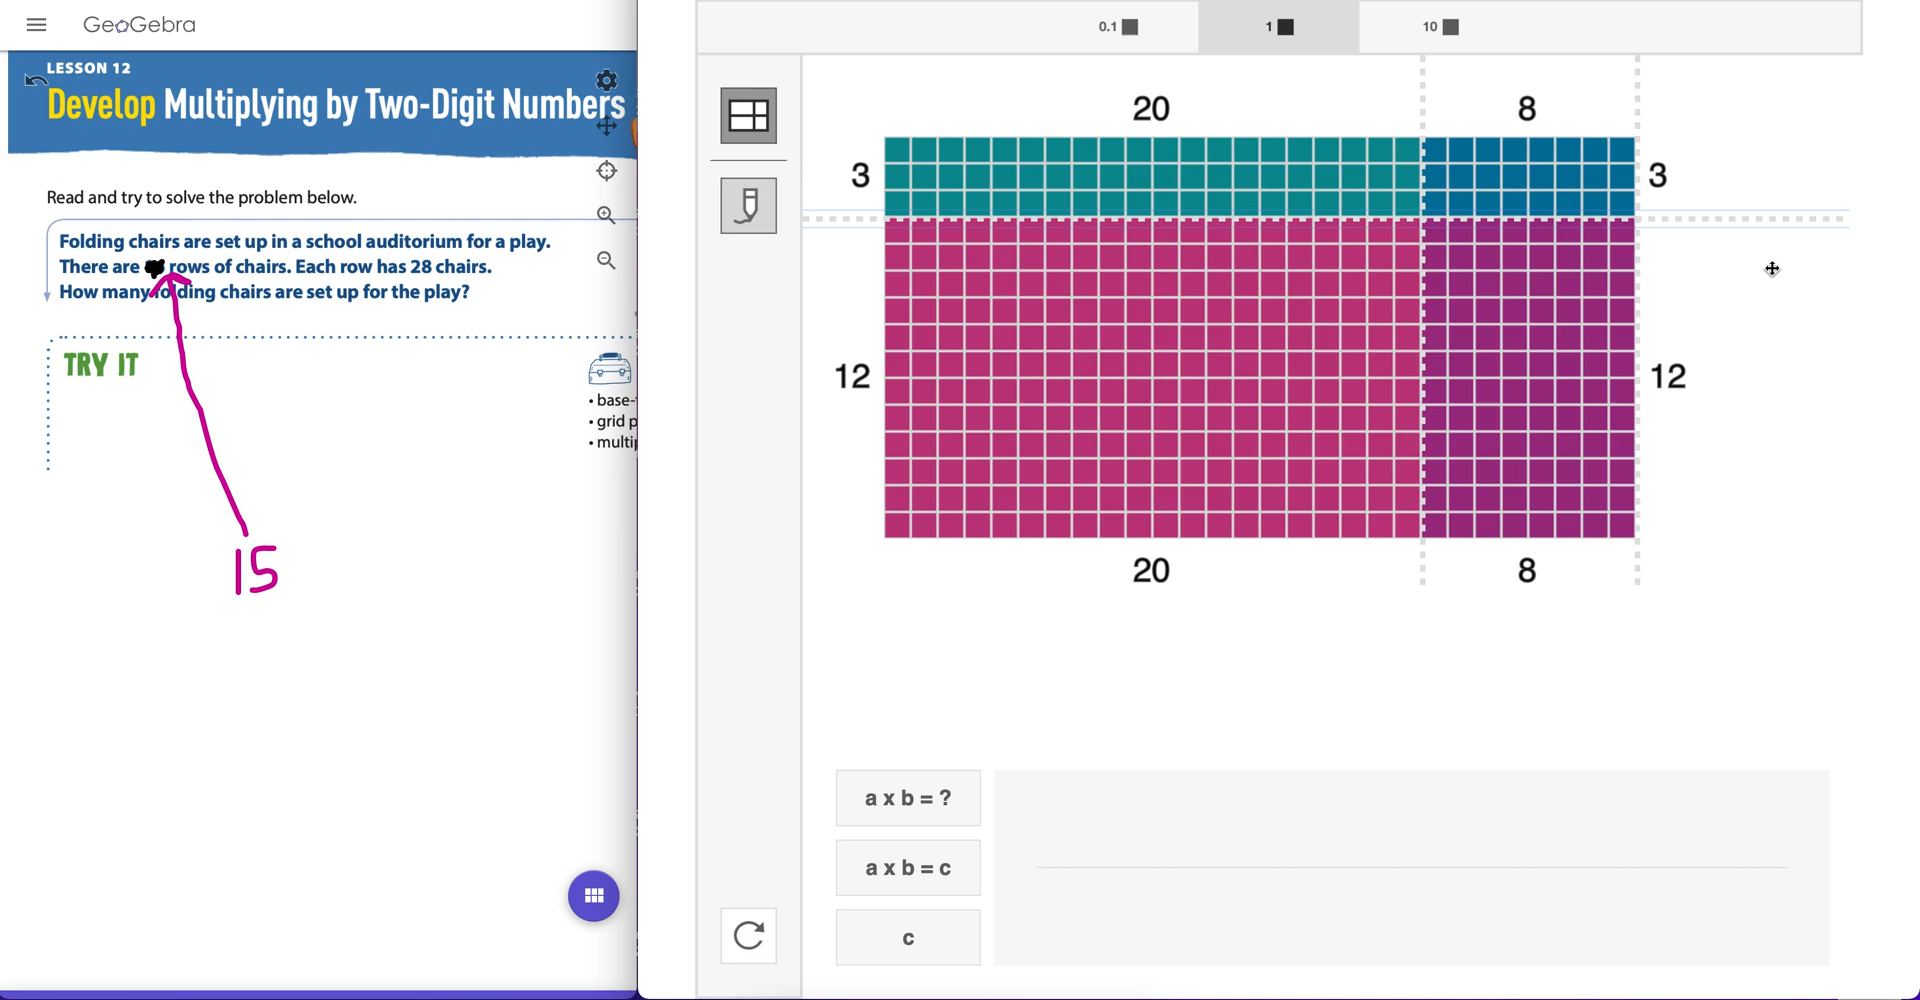 GeoGebra
LESSON 12
Develop Multiplying by Two-Digit Numbers
Read and try to solve the problem below.
Folding chairs are set up in a school auditorium for a play.
There are rows of chairs. Each row has 28 chairs.
How many folding chairs are set up for the play?
TRY IT
• base-
• grid p
• multip
15
0.1
1
10
20
8
3
3
12
12
20
8
a x b = ?
a x b = c
c